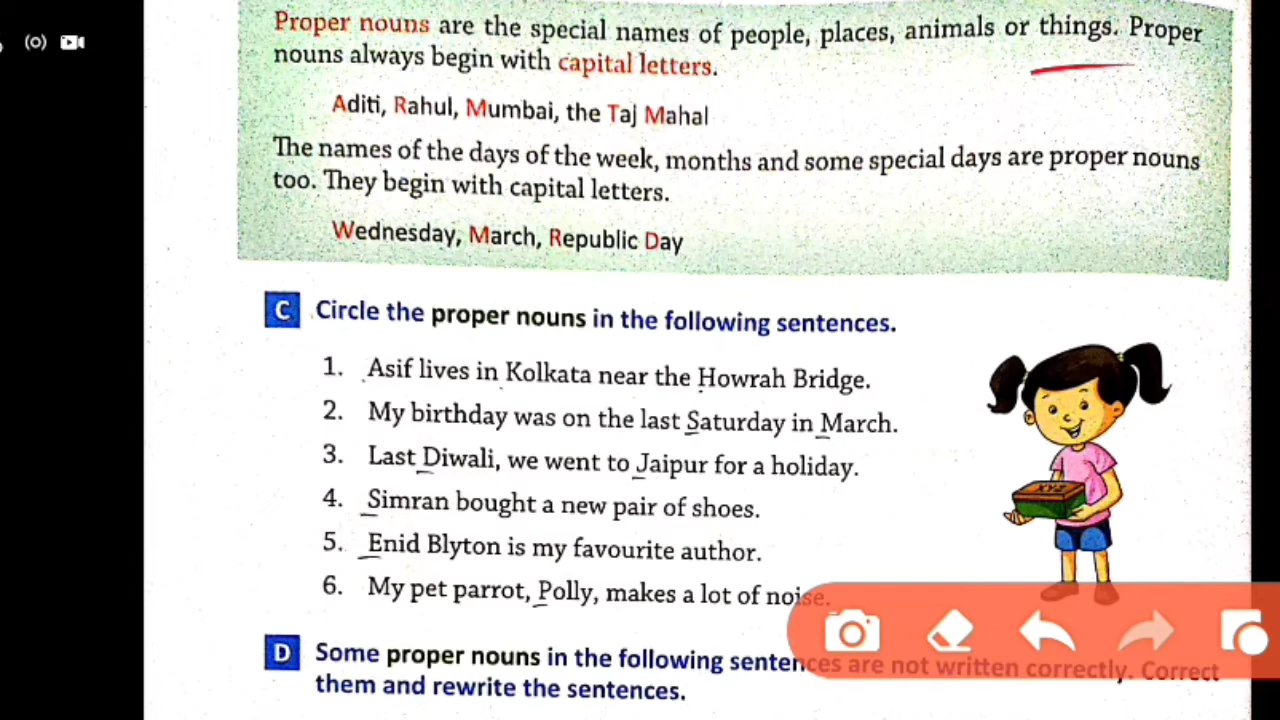 Proper nouns are the special names of people, places, animals or things. Proper
nouns always begin with capital letters.
Aditi, Rahul, Mumbai, the Taj Mahal
The names of the days of the week, months and some special days are proper nouns
too. They begin with capital letters.
Wednesday, March, Republic Day
C Circle the proper nouns in the following sentences.
1. Asif lives in Kolkata near the Howrah Bridge.
2. My birthday was on the last Saturday in March.
3. Last Diwali, we went to Jaipur for a holiday.
4. Simran bought a new pair of shoes.
5. Enid Blyton is my favourite author.
6. My pet parrot, Polly, makes a lot of noise.
XYZ
D Some proper nouns in the following sentences are not written correctly. Correct
them and rewrite the sentences.